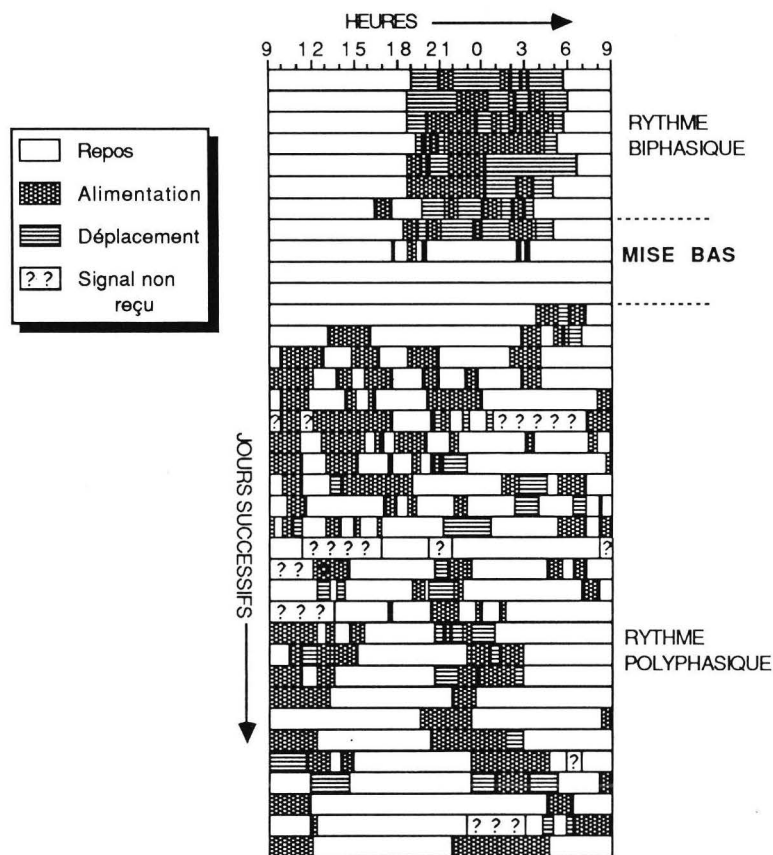 HEURES
9 12 15 18 21 0 3 6 9
Repos
Alimentation
Déplacement
? ? Signal non
reçu
RYTHME
BIPHASIQUE
MISE BAS
JOURS SUCCESSIFS
? ? ? ? ? ? ?
? ? ? ? ? ?
? ?
? ? ?
RYTHME
POLYPHASIQUE
?
? ? ?